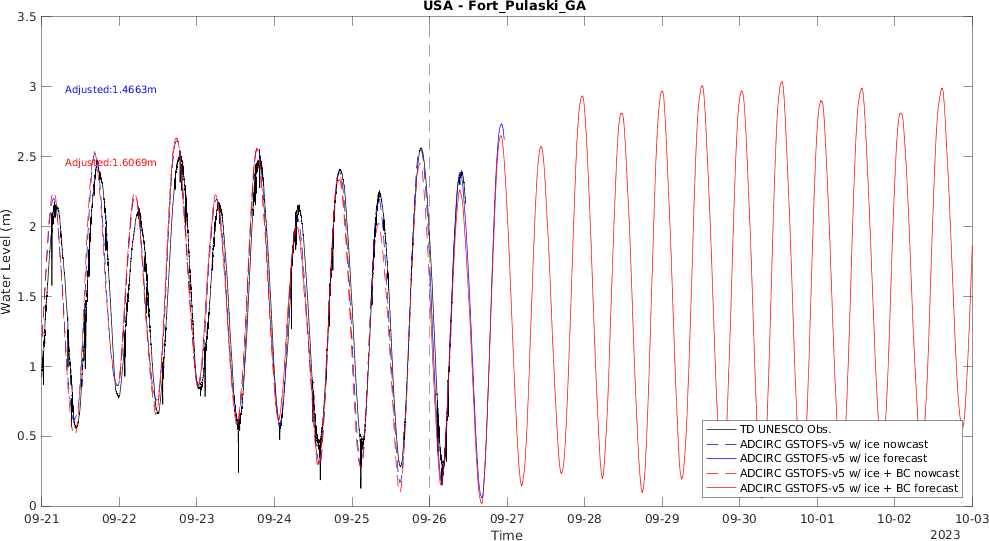 USA - Fort_Pulaski_GA
3.5
3
2.5
2
1.5
1
0.5
0
Water Level (m)
Adjusted:1.4663m
Adjusted:1.6069m
TD UNESCO Obs.
ADCIRC GSTOFS-v5 w/ ice nowcast
ADCIRC GSTOFS-v5 w/ ice forecast
ADCIRC GSTOFS-v5 w/ ice + BC nowcast
ADCIRC GSTOFS-v5 w/ ice + BC forecast
09-21 09-22 09-23 09-24 09-25 09-26 09-27 09-28 09-29 09-30 10-01 10-02 10-03
Time
2023